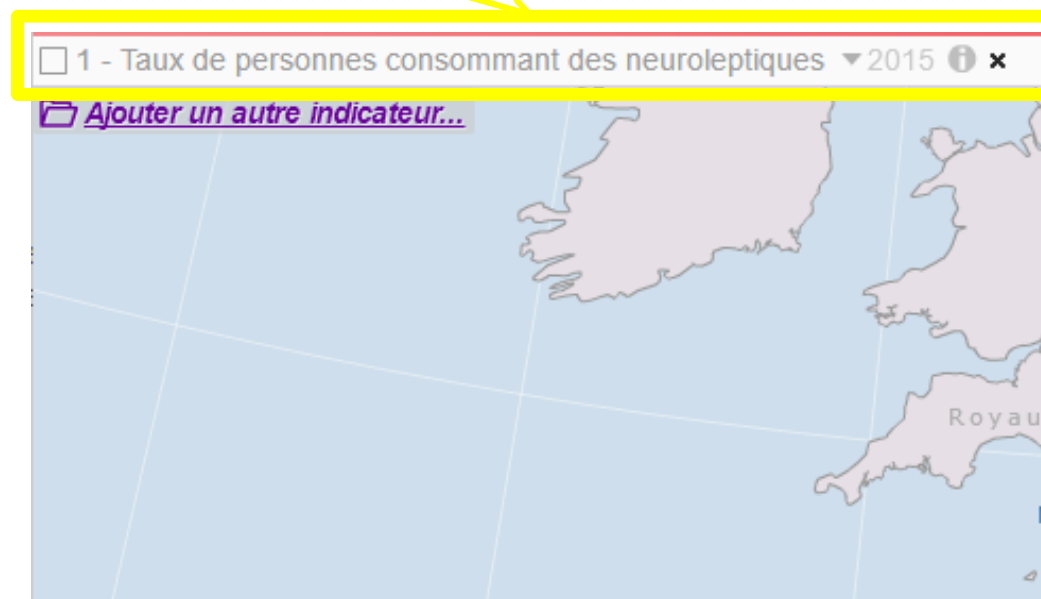 1 - Taux de personnes consommant des neuroleptiques 2015
Ajouter un autre indicateur...
Royau